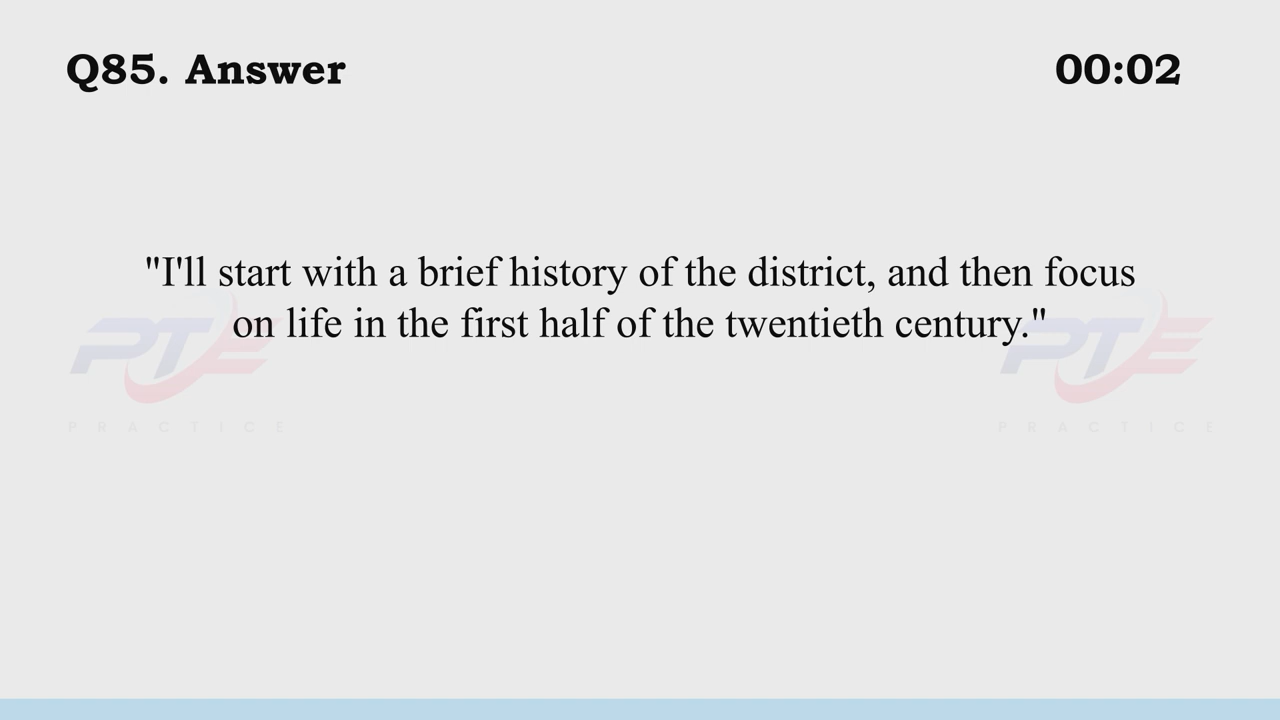 Q85. Answer
00:02
"I'll start with a brief history of the district, and then focus
on life in the first half of the twentieth century."
PTE
PRACTICE
PTE
PRACTICE